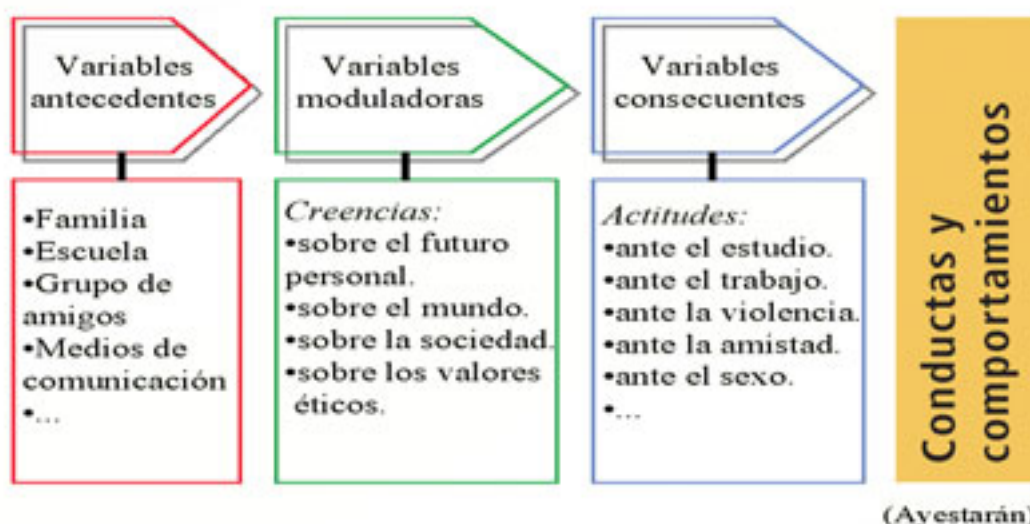 Variables
antecedentes
•Familia
•Escuela
•Grupo de
amigos
•Medios de
comunicación
•...
Variables
moduladoras
Creencias:
•sobre el futuro
personal.
•sobre el mundo.
•sobre la sociedad.
•sobre los valores
éticos.
Variables
consecuentes
Actitudes:
•ante el estudio.
•ante el trabajo.
•ante la violencia.
•ante la amistad.
•ante el sexo.
•...
Conductas y
comportamientos
(Ayestarán)